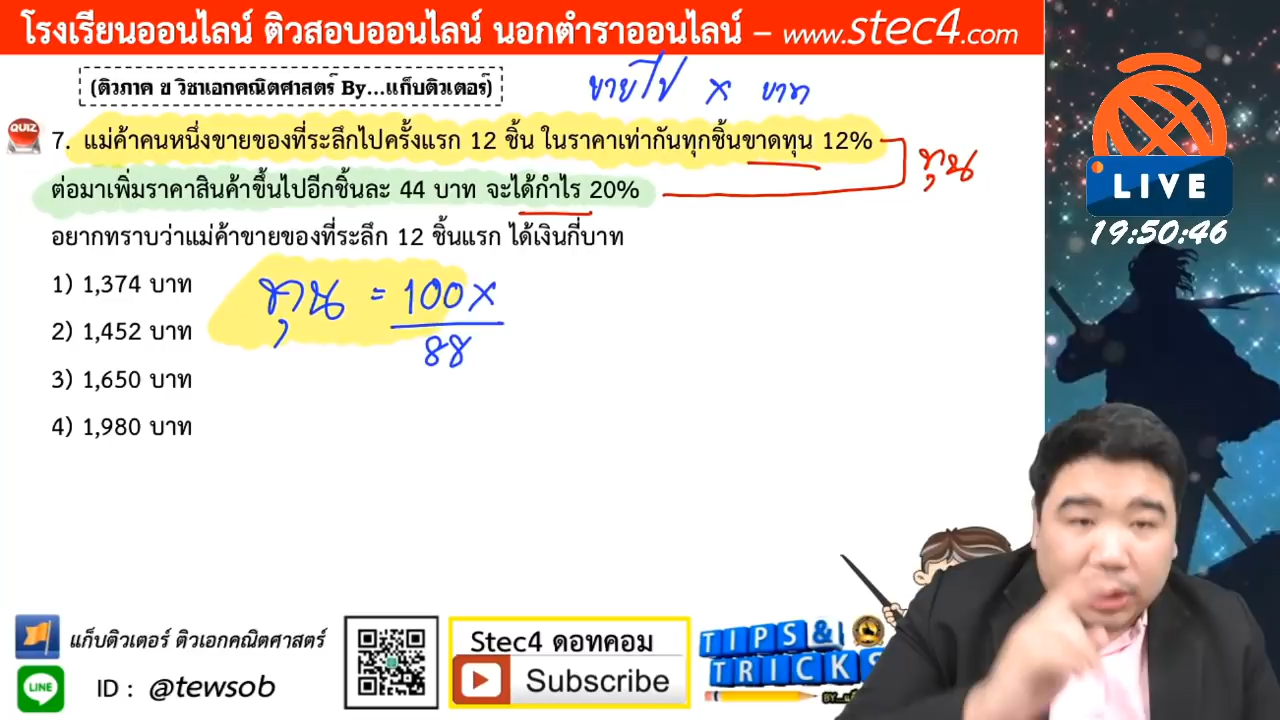 โรงเรียนออนไลน์ ติวสอบออนไลน์ นอกตำราออนไลน์ – www.stec4.com
(ติวภาค ข วิชาเอกคณิตศาสตร์ By...แก็บติวเตอร์)
ขายไป x บาท
QUIZ
7. แม่ค้าคนหนึ่งขายของที่ระลึกไปครั้งแรก 12 ชิ้น ในราคาเท่ากันทุกชิ้นขาดทุน 12%
ทุน
ต่อมาเพิ่มราคาสินค้าขึ้นไปอีกชิ้นละ 44 บาท จะได้กำไร 20%
LIVE
19:50:46
อยากทราบว่าแม่ค้าขายของที่ระลึก 12 ชิ้นแรก ได้เงินกี่บาท
1) 1,374 บาท
ทุน = 100x
88
2) 1,452 บาท
3) 1,650 บาท
4) 1,980 บาท
แก็บติวเตอร์ ติวเอกคณิตศาสตร์
LINE
ID : @tewsob
Stec4 ดอทคอม
Subscribe
TIPS &
TRICKS